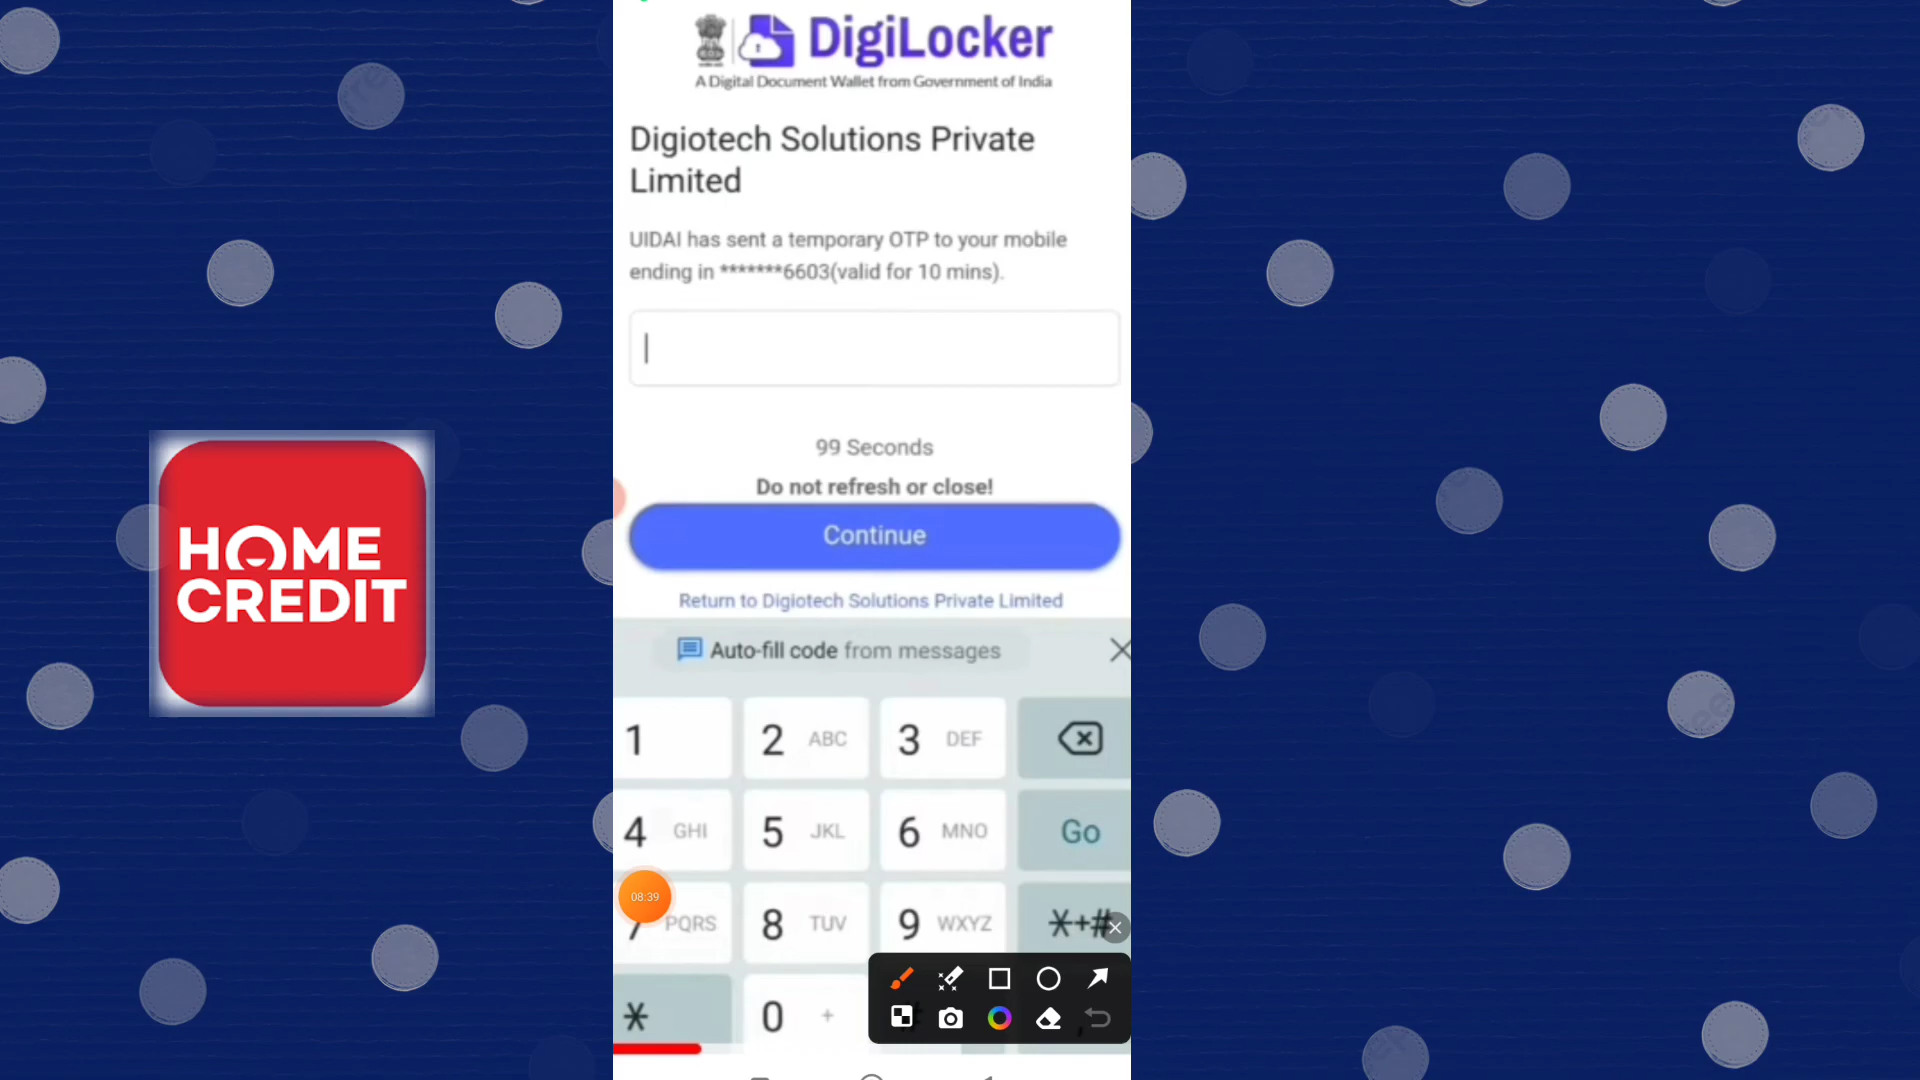 DigiLocker
A Digital Document Wallet from Government of India
Digiotech Solutions Private
Limited
UIDAI has sent a temporary OTP to your mobile
ending in *******6603(valid for 10 mins).
99 Seconds
Do not refresh or close!
Continue
Return to Digiotech Solutions Private Limited
Auto-fill code from messages
HOME
CREDIT
1
2 ABC
3 DEF
4 GHI
5 JKL
6 MNO
Go
08:39
7 PQRS
8 TUV
9 WXYZ
*+#
*
0 +